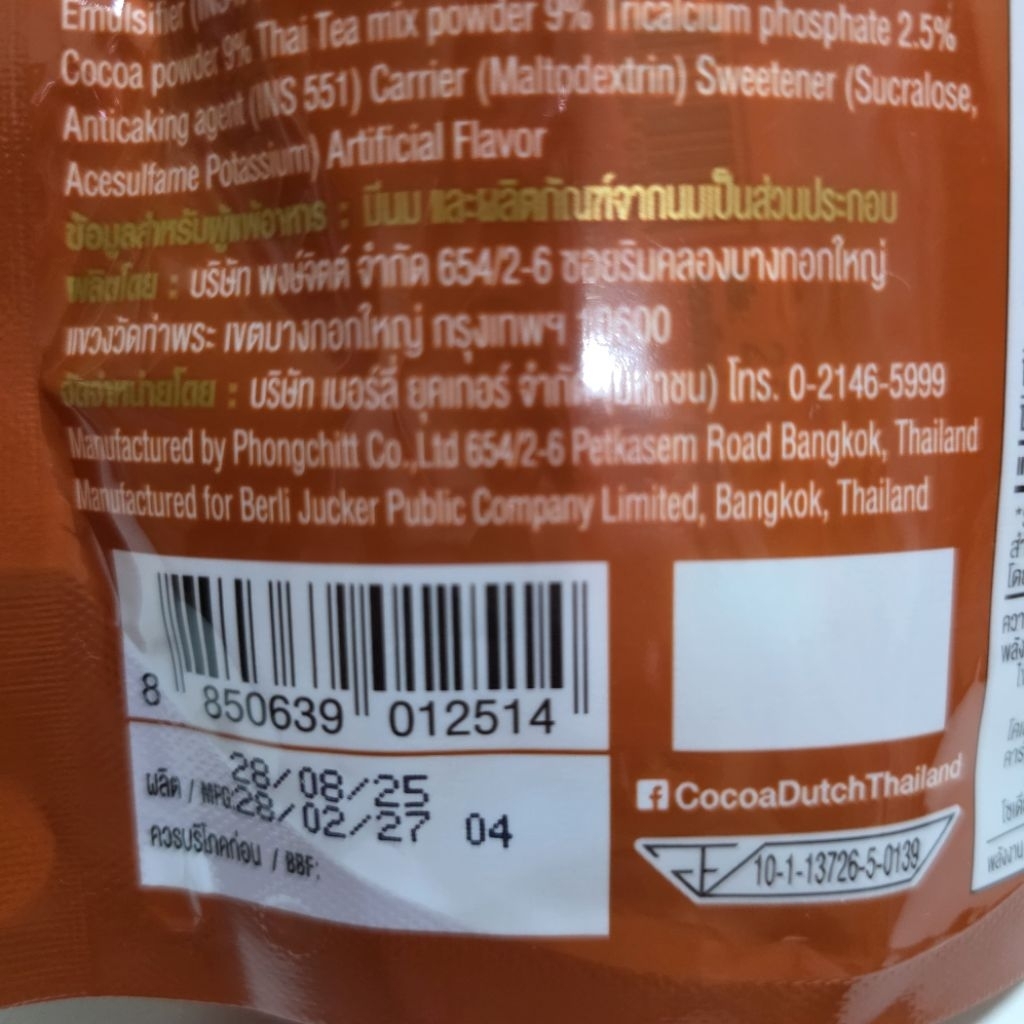 Emulsifier
Cocoa powder 9% Thai Tea mix powder 9% Tricalcium phosphate 2.5%
Anticaking agent (INS 551) Carrier (Maltodextrin) Sweetener (Sucralose,
Acesulfame Potassium) Artificial Flavor
ข้อมูลสำหรับผู้แพ้อาหาร : มีนม และผลิตภัณฑ์จากนมเป็นส่วนประกอบ
ผลิตโดย : บริษัท พงษ์จิตต์ จำกัด 654/2-6 ซอยริมคลองบางกอกใหญ่
แขวงวัดท่าพระ เขตบางกอกใหญ่ กรุงเทพฯ 10600
จัดจำหน่ายโดย : บริษัท เบอร์ลี่ ยุคเกอร์ จำกัด (มหาชน) โทร. 0-2146-5999
Manufactured by Phongchitt Co.,Ltd 654/2-6 Petkasem Road Bangkok, Thailand
Manufactured for Berli Jucker Public Company Limited, Bangkok, Thailand
8 850639 012514
28/08/25
ผลิต / MFG:
28/02/27 04
ควรบริโภคก่อน / BBF:
CocoaDutchThailand
10-1-13726-5-0139